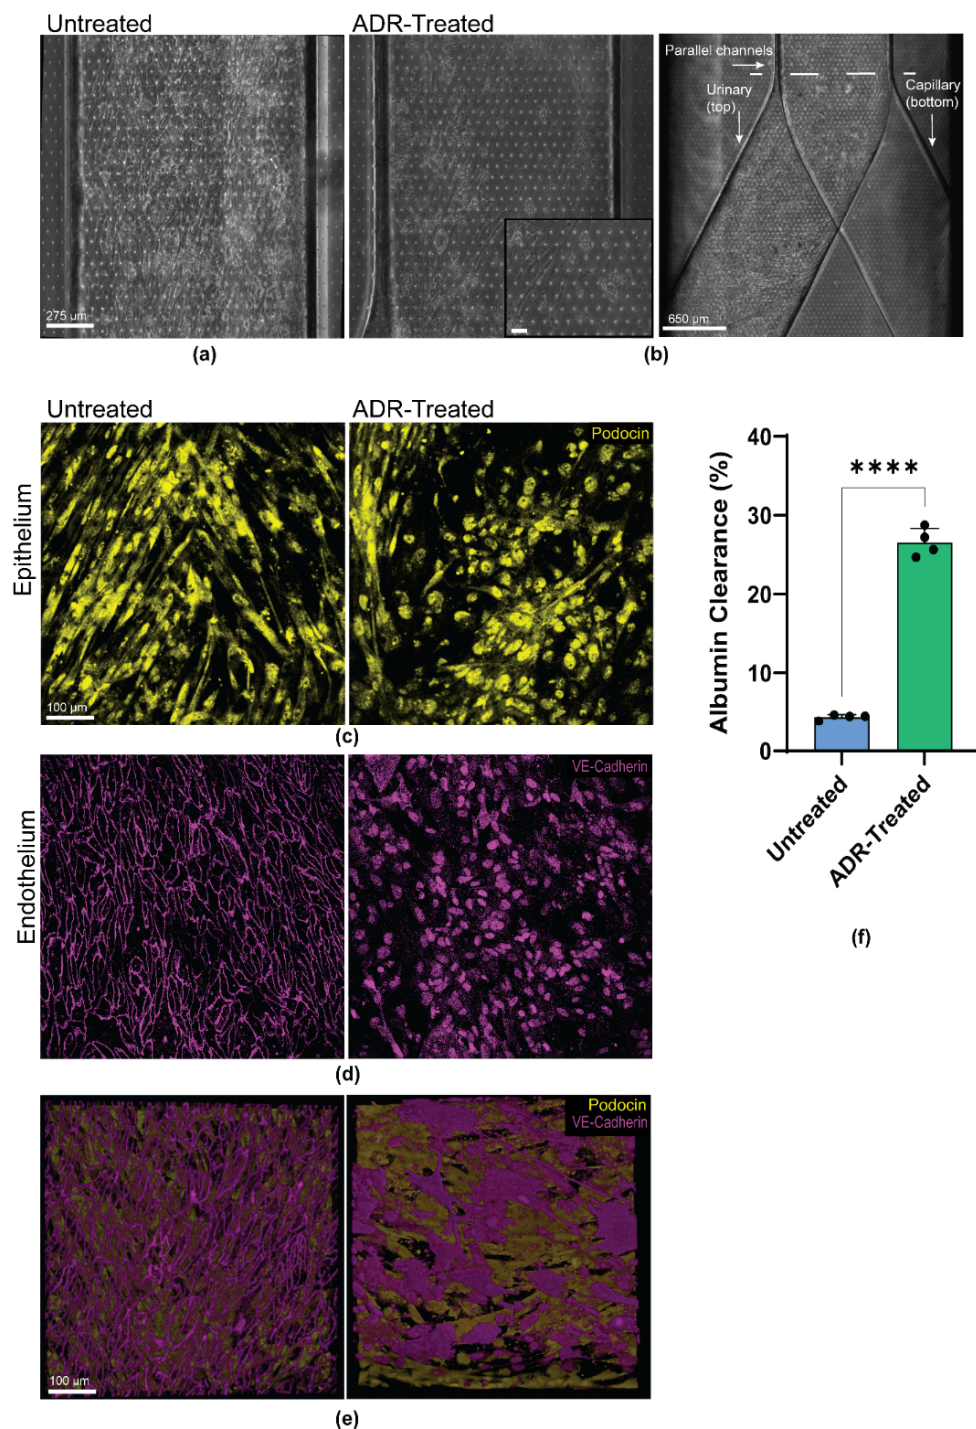 Untreated
ADR-Treated
Parallel channels
Urinary
(top)
Capillary
(bottom)
275 µm
650 µm
(a)
(b)
Untreated
ADR-Treated
Epithelium
Podocin
100 µm
(c)
Endothelium
VE-Cadherin
(d)
Podocin
VE-Cadherin
100 µm
(e)
Albumin Clearance (%)
40
30
20
10
0
****
Untreated
ADR-Treated
(f)